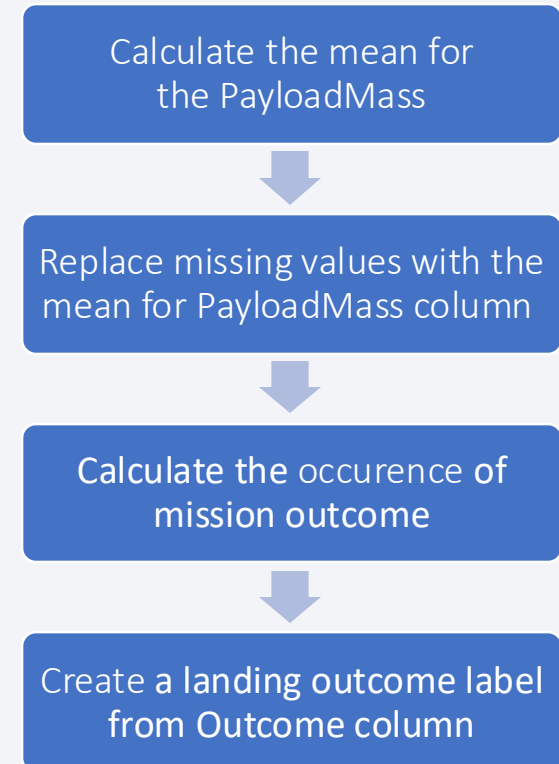 Calculate the mean for
the PayloadMass
Replace missing values with the
mean for PayloadMass column
Calculate the occurence of
mission outcome
Create a landing outcome label
from Outcome column